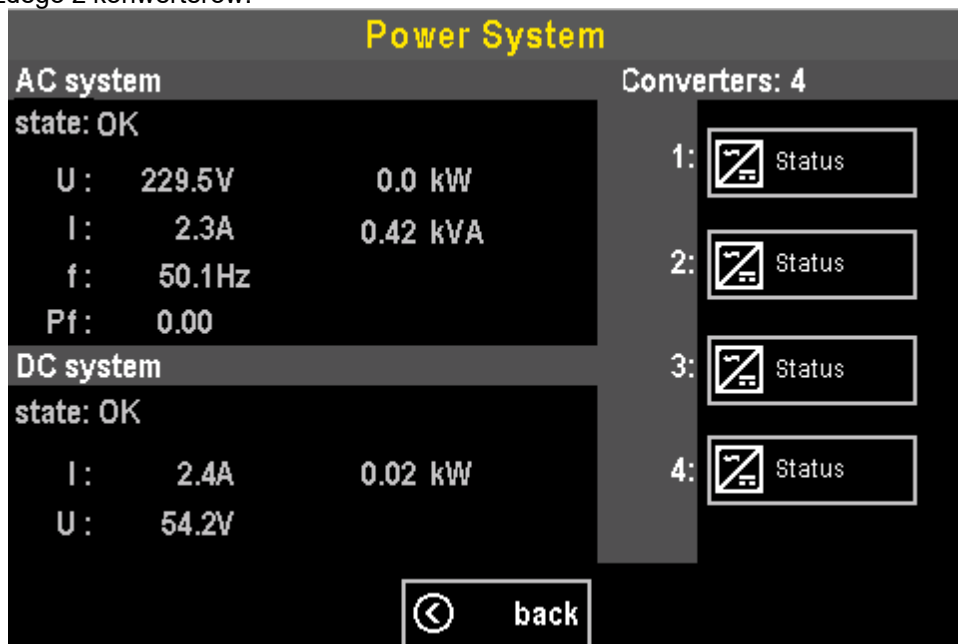 konwerterów.
Power System
AC system
state: OK
U : 229.5V 0.0 kW
I : 2.3A 0.42 kVA
f : 50.1Hz
Pf : 0.00
DC system
state: OK
I : 2.4A 0.02 kW
U : 54.2V
Converters: 4
1: Status
2: Status
3: Status
4: Status
back